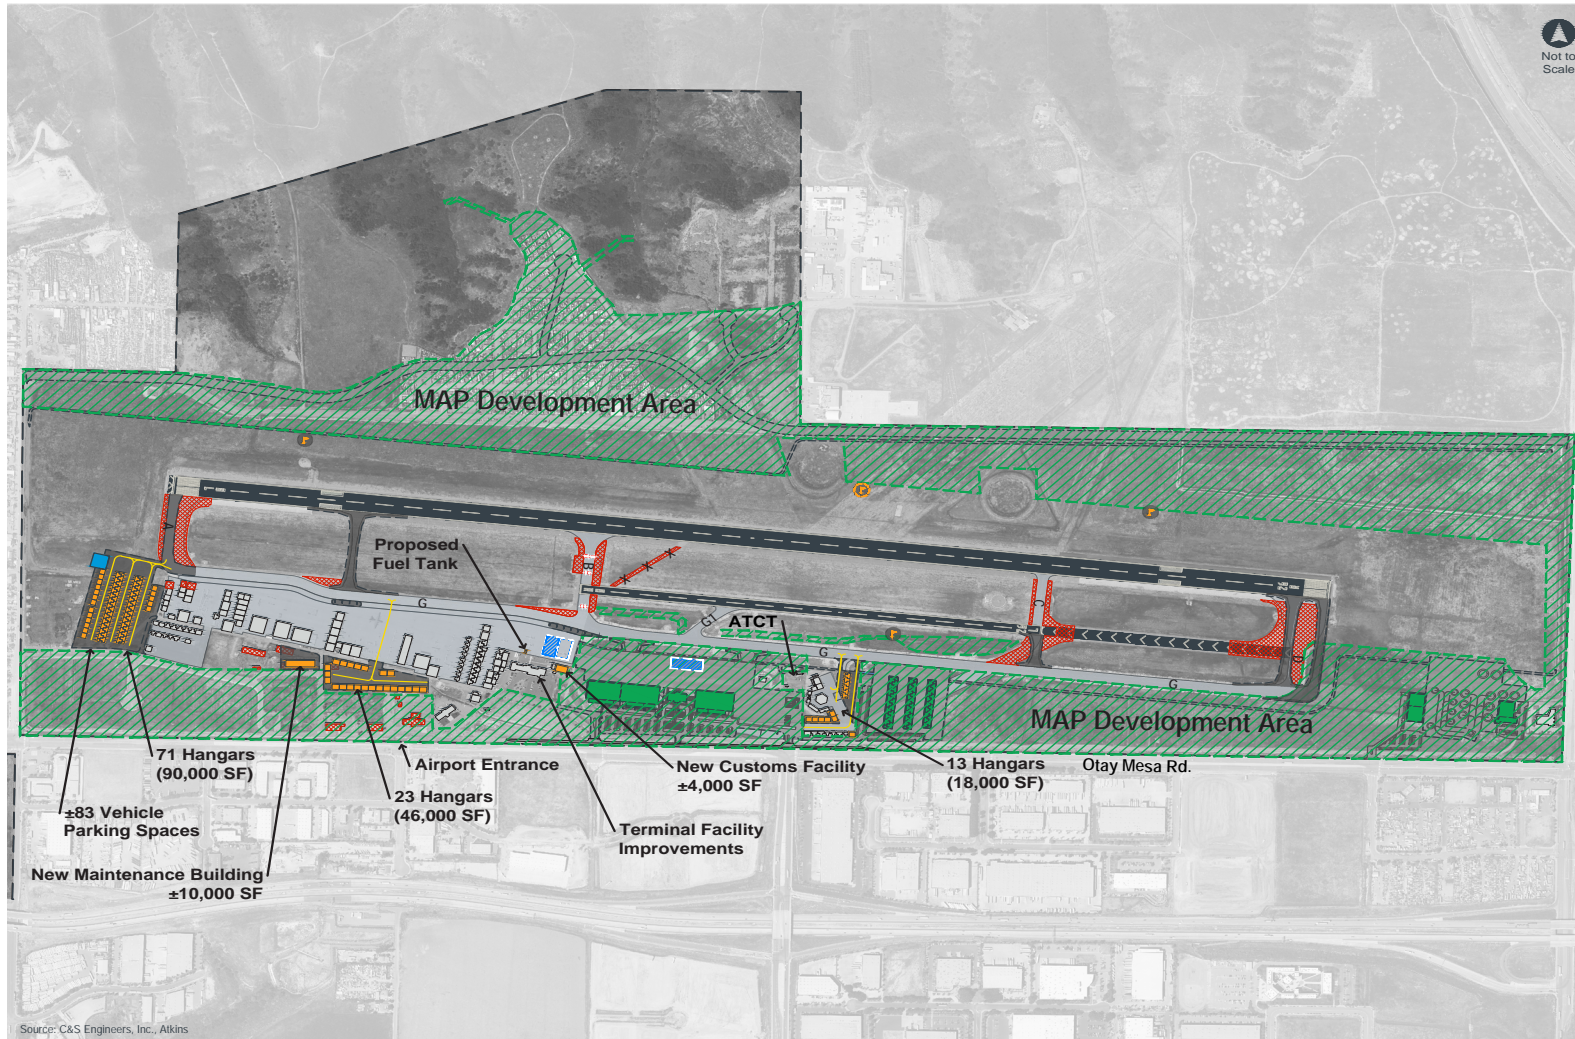 Not to
Scale
MAP Development Area
A
Proposed
Fuel Tank
B
G
GT
ATCT
C
G
D
G
MAP Development Area
71 Hangars
(90,000 SF)
Airport Entrance
New Customs Facility
±4,000 SF
13 Hangars
(18,000 SF)
Otay Mesa Rd.
±83 Vehicle
Parking Spaces
23 Hangars
(46,000 SF)
Terminal Facility
Improvements
New Maintenance Building
±10,000 SF
Source: C&S Engineers, Inc., Atkins